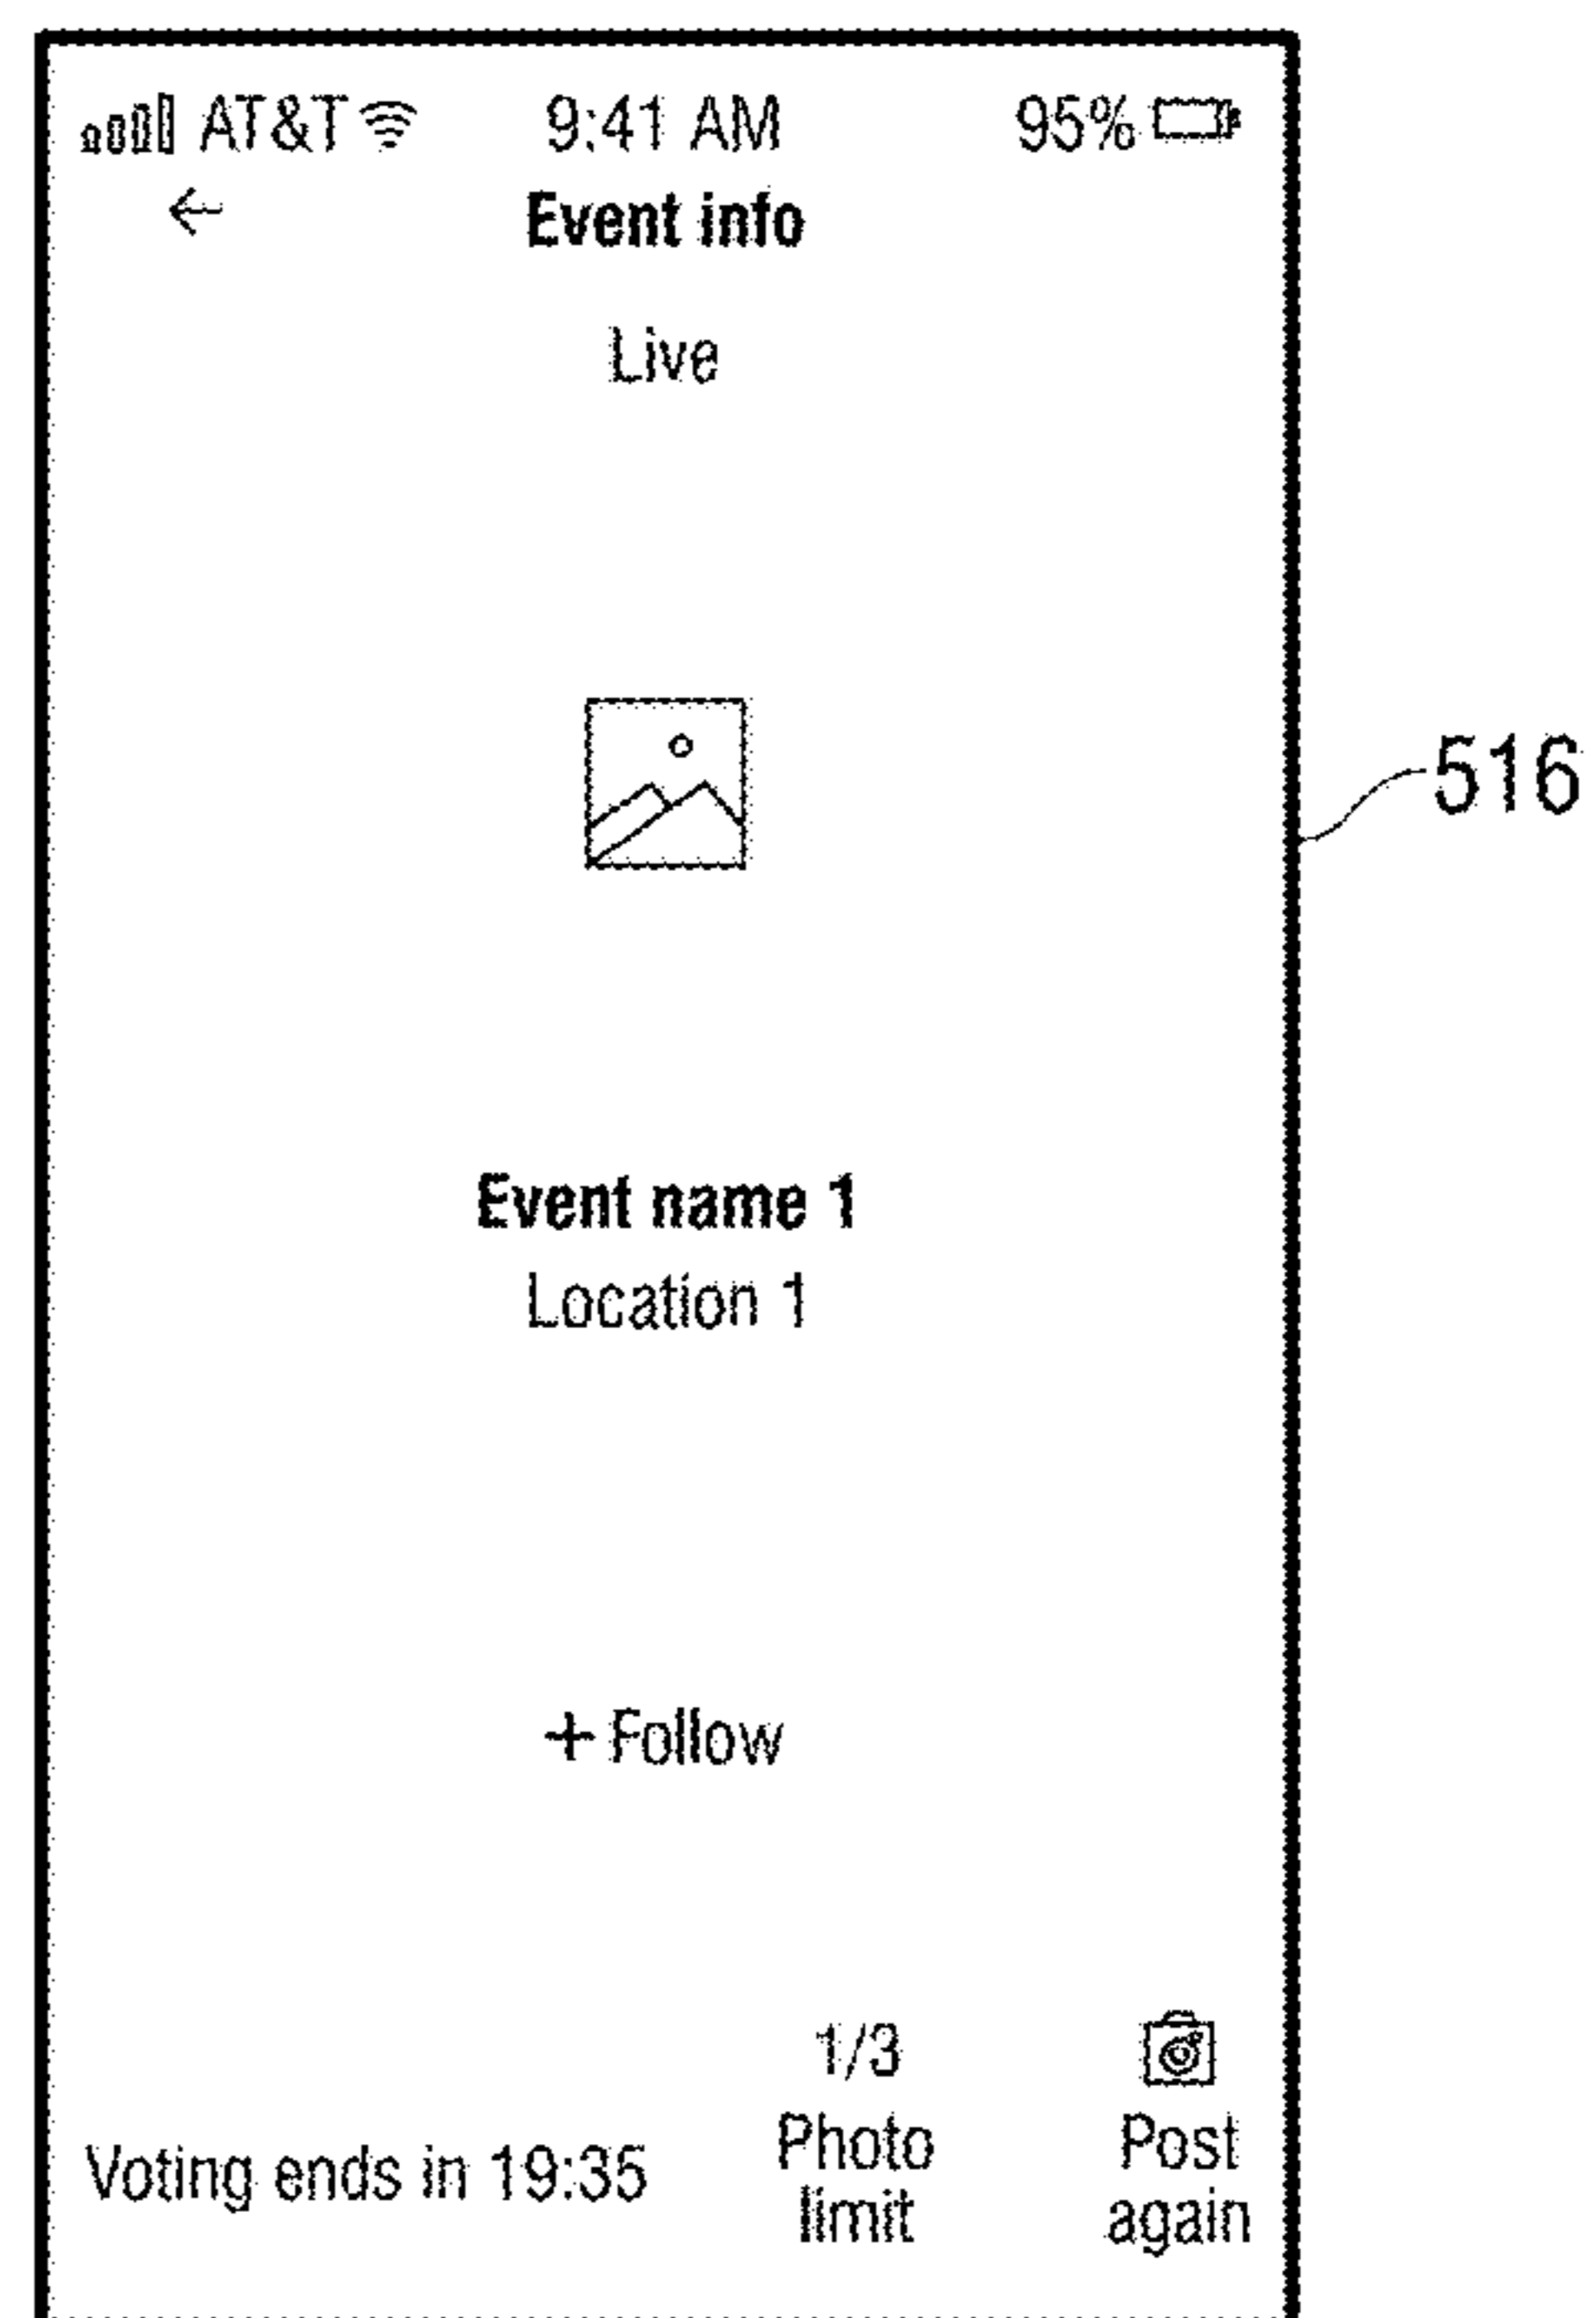 AT&T 9:41 AM 95%
Event info
Live
516
Event name 1
Location 1
+ Follow
1/3
Photo
limit
Post
again
Voting ends in 19:35